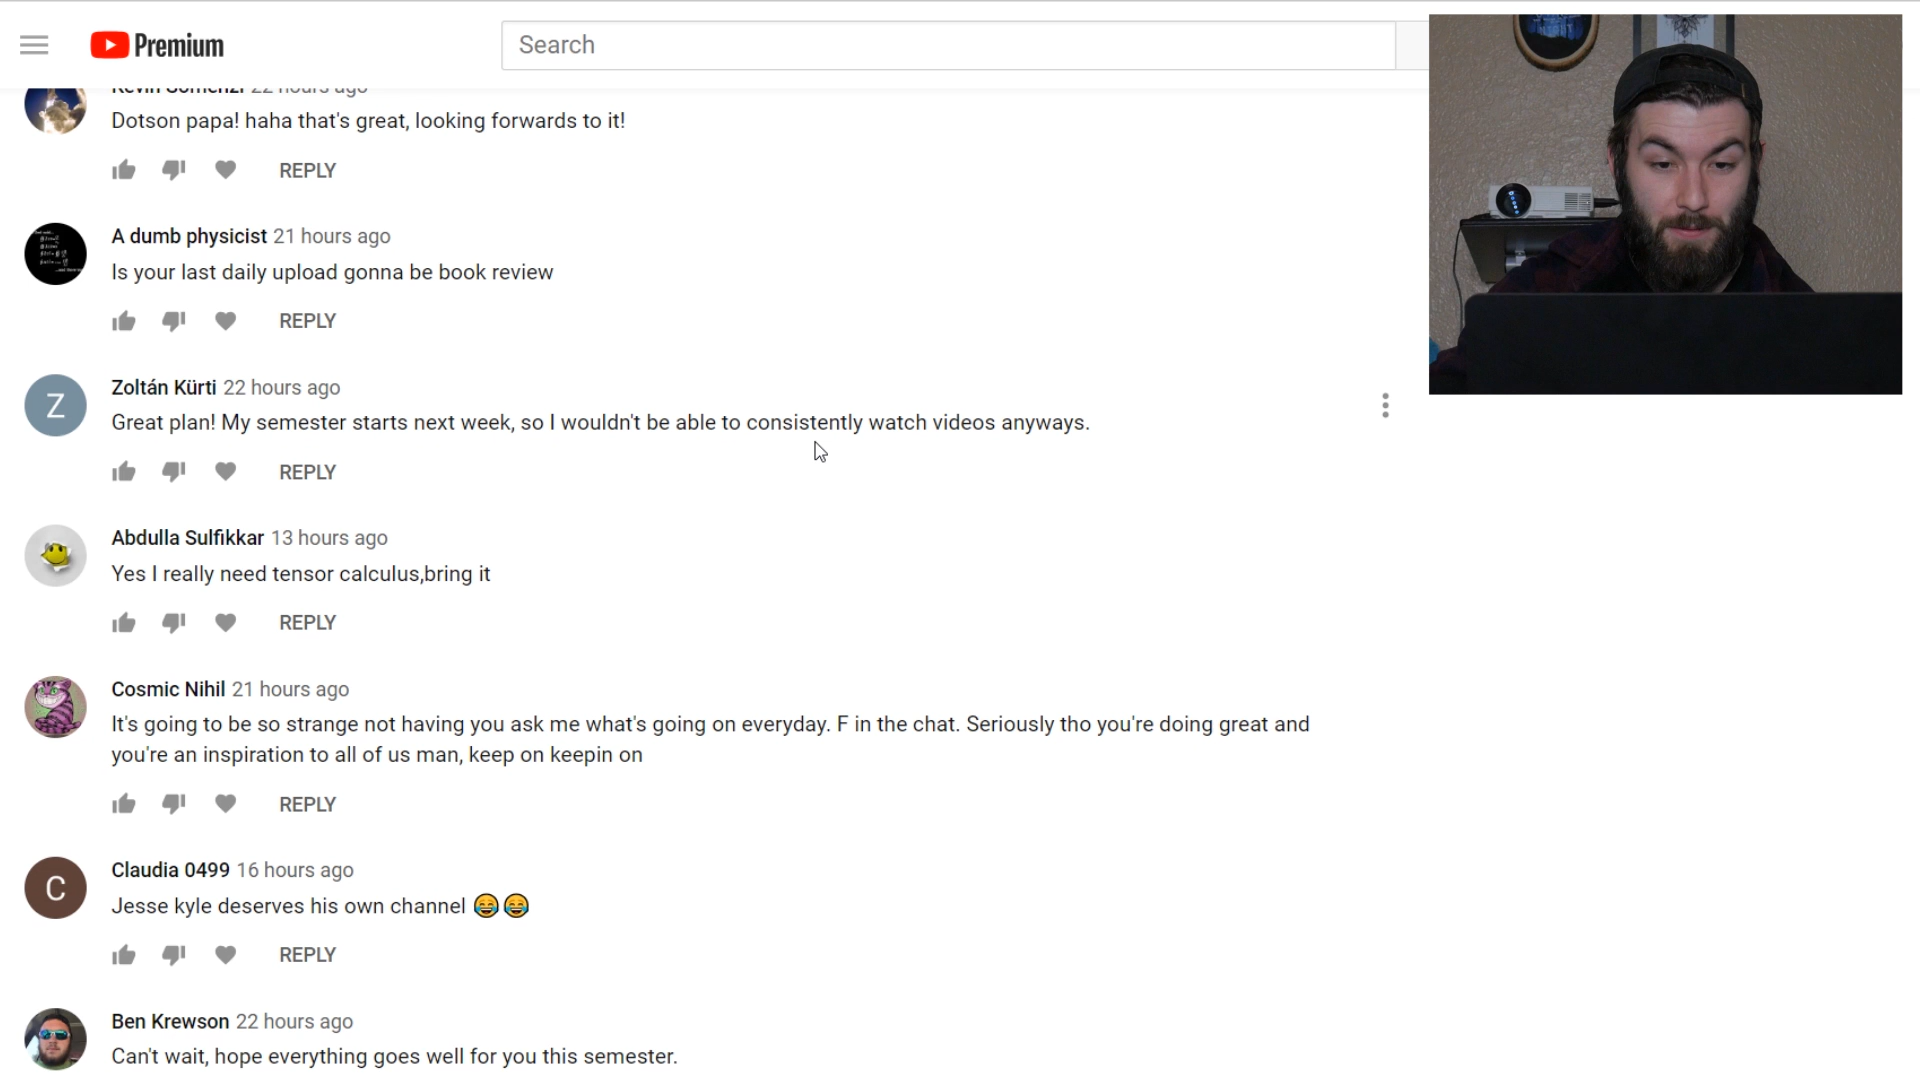 Premium
Search
Kevin Somenzi 22 hours ago
Dotson papa! haha that's great, looking forwards to it!
REPLY
A dumb physicist 21 hours ago
Is your last daily upload gonna be book review
REPLY
Zoltán Kürti 22 hours ago
Great plan! My semester starts next week, so I wouldn't be able to consistently watch videos anyways.
REPLY
Abdulla Sulfikkar 13 hours ago
Yes I really need tensor calculus,bring it
REPLY
Cosmic Nihil 21 hours ago
It's going to be so strange not having you ask me what's going on everyday. F in the chat. Seriously tho you're doing great and
you're an inspiration to all of us man, keep on keepin on
REPLY
Claudia 0499 16 hours ago
Jesse kyle deserves his own channel 😂😂
REPLY
Ben Krewson 22 hours ago
Can't wait, hope everything goes well for you this semester.
Z
C